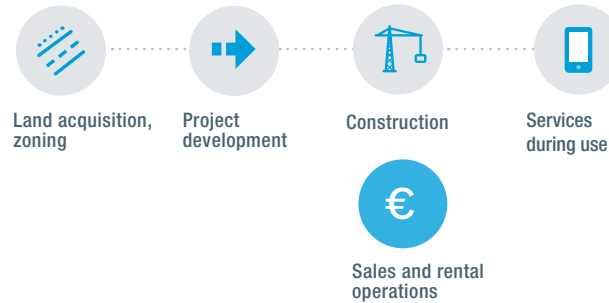 Land acquisition,
zoning
Project
development
Construction
Services
during use
€
Sales and rental
operations